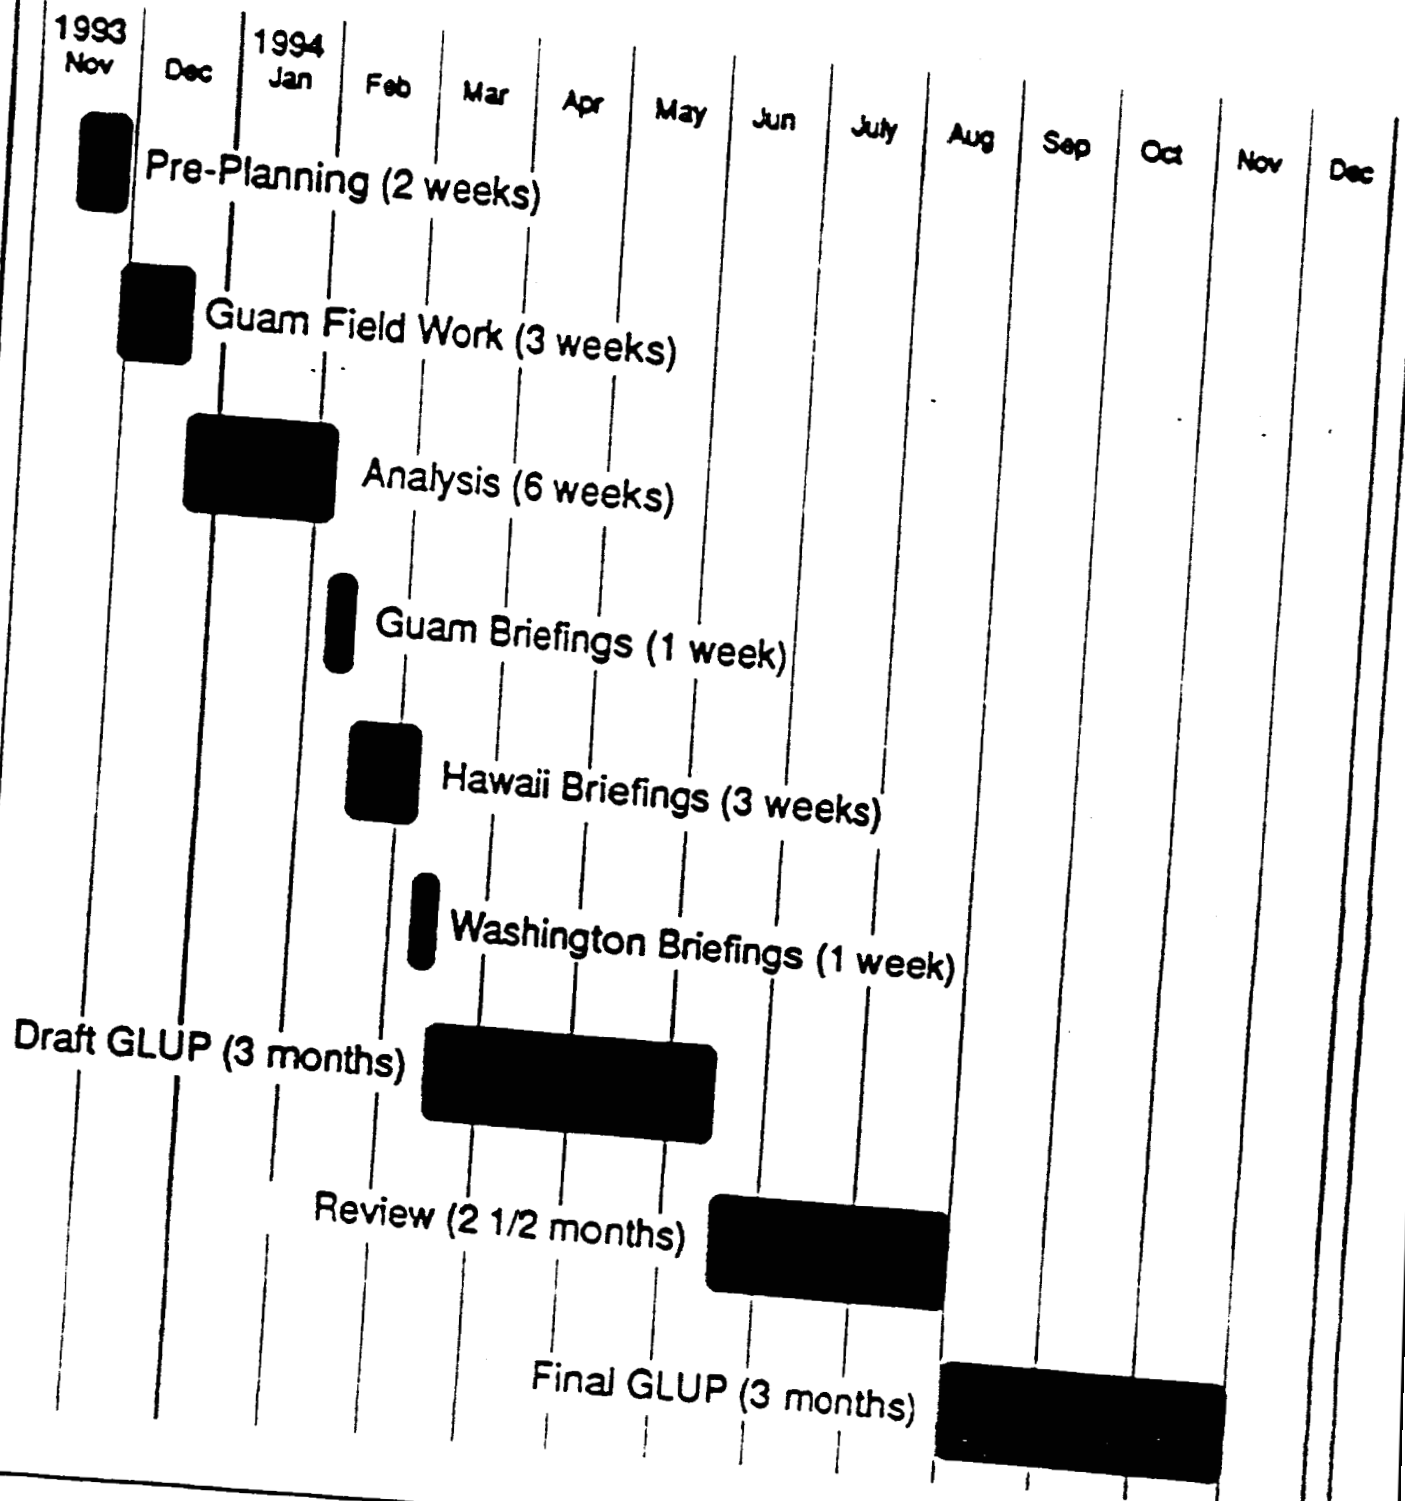 1993 1994
Nov Dec Jan Feb Mar Apr May Jun July Aug Sep Oct Nov Dec
Pre-Planning (2 weeks)
Guam Field Work (3 weeks)
Analysis (6 weeks)
Guam Briefings (1 week)
Hawaii Briefings (3 weeks)
Washington Briefings (1 week)
Draft GLUP (3 months)
Review (2 1/2 months)
Final GLUP (3 months)